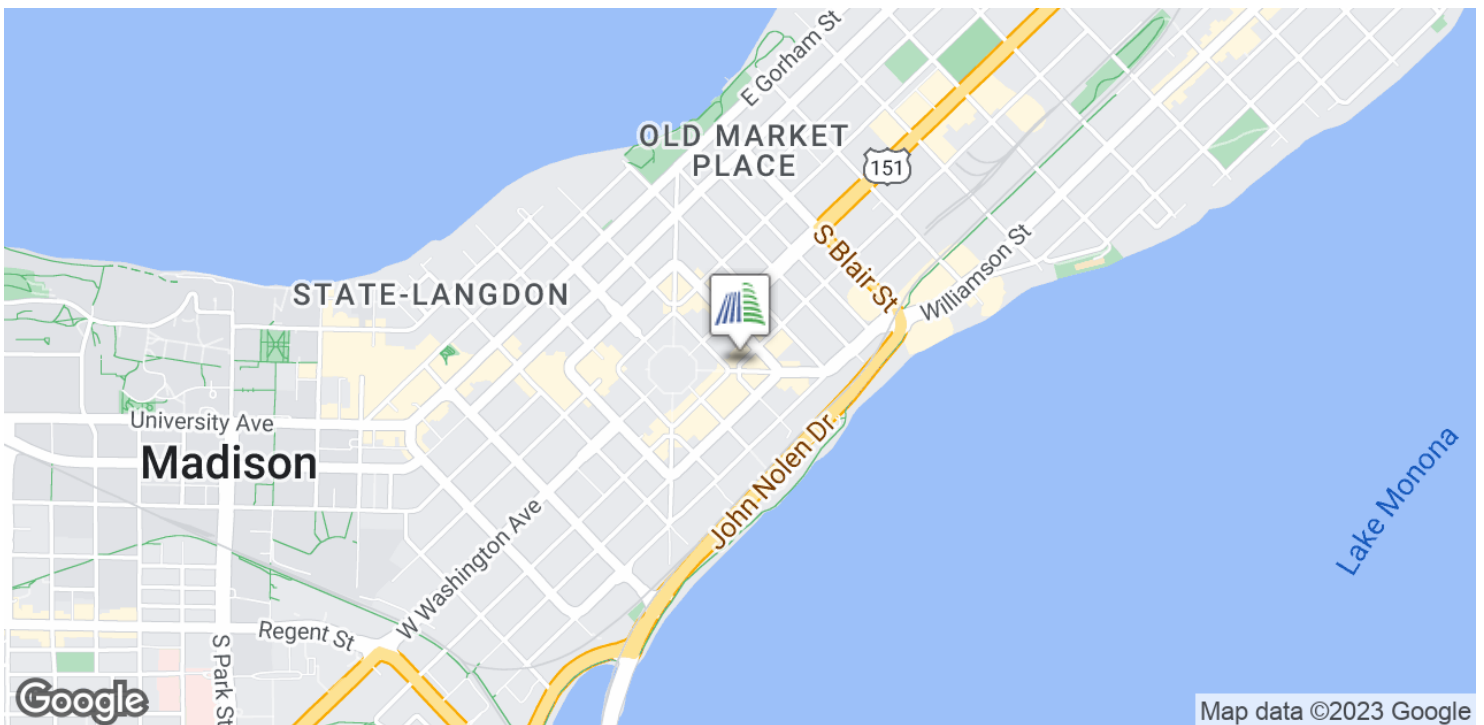 E Gorham St
OLD MARKET
PLACE
151
S Blair St
Williamson St
STATE-LANGDON
University Ave
Madison
John Nolen Dr.
Lake Monona
W Washington Ave
Regent St
S Park St
Google
Map data ©2023 Google